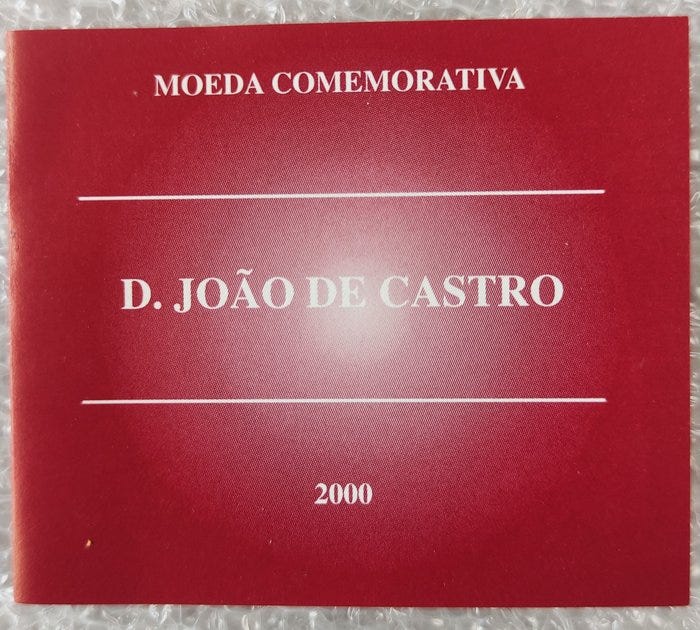 MOEDA COMEMORATIVA
D. JOÃO DE CASTRO
2000